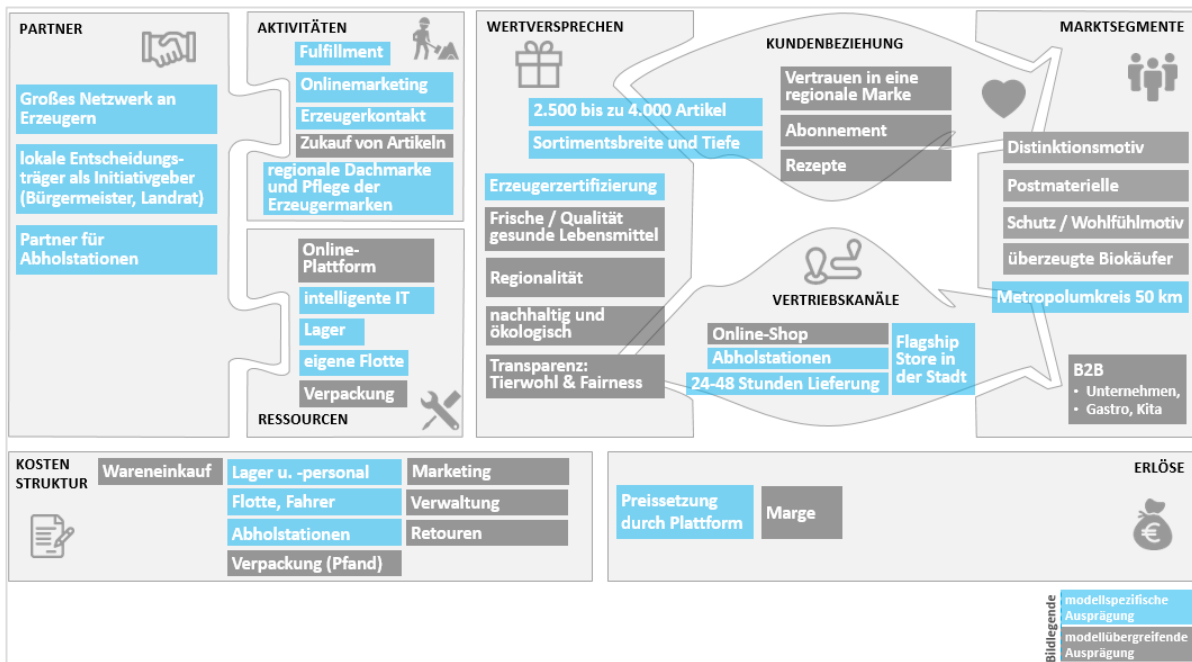 PARTNER
Großes Netzwerk an
Erzeugern
lokale Entscheidungs-
träger als Initiativgeber
(Bürgermeister, Landrat)
Partner für
Abholstationen
AKTIVITÄTEN
Fulfillment
Onlinemarketing
Erzeugerkontakt
Zukauf von Artikeln
regionale Dachmarke
und Pflege der
Erzeugermarken
Online-
Plattform
intelligente IT
Lager
eigene Flotte
Verpackung
RESSOURCEN
WERTVERSPRECHEN
2.500 bis zu 4.000 Artikel
Sortimentsbreite und Tiefe
Erzeugerzertifizierung
Frische / Qualität
gesunde Lebensmittel
Regionalität
nachhaltig und
ökologisch
Transparenz:
Tierwohl & Fairness
KUNDENBEZIEHUNG
Vertrauen in eine
regionale Marke
Abonnement
Rezepte
VERTRIEBSKANÄLE
Online-Shop
Abholstationen
24-48 Stunden Lieferung
Flagship
Store in
der Stadt
MARKTSEGMENTE
Distinktionsmotiv
Postmaterielle
Schutz / Wohlfühlmotiv
überzeugte Biokäufer
Metropolumkreis 50 km
B2B
• Unternehmen,
• Gastro, Kita
KOSTEN
STRUKTUR
Wareneinkauf
Lager u. -personal
Flotte, Fahrer
Abholstationen
Verpackung (Pfand)
Marketing
Verwaltung
Retouren
ERLÖSE
Preissetzung
durch Plattform
Marge
€
Bildlegende
modellspezifische
Ausprägung
modellübergreifende
Ausprägung